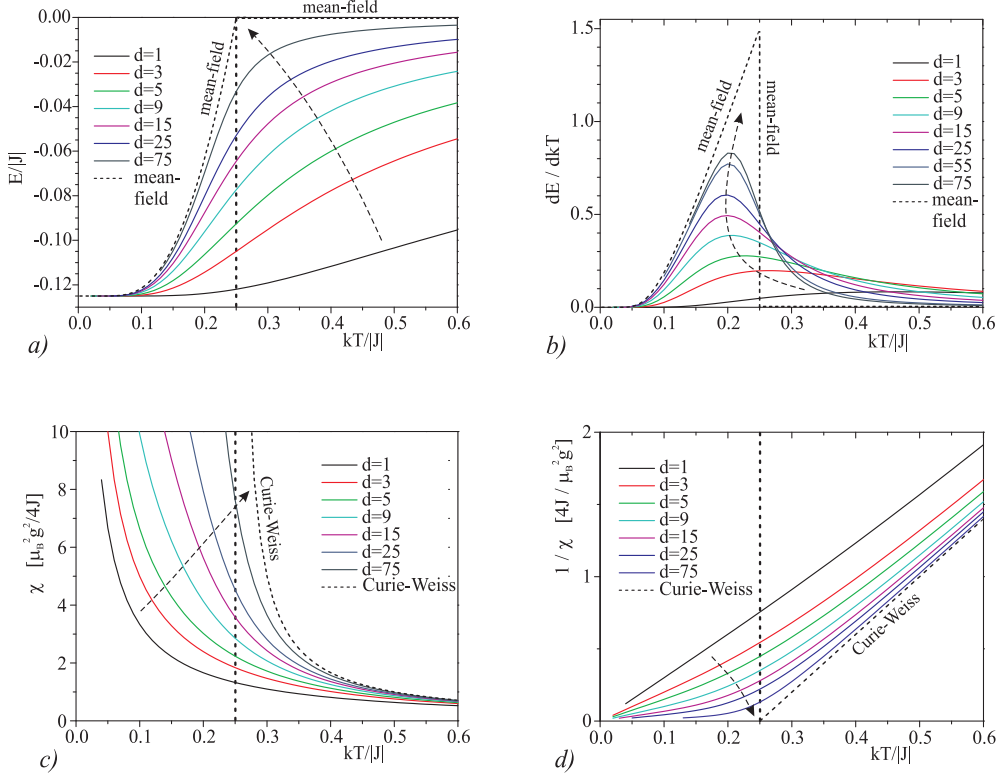 0.00
-0.02
-0.04
-0.06
-0.08
-0.10
-0.12
E/|J|
mean-field
mean-field
d=1
d=3
d=5
d=9
d=15
d=25
d=75
mean-
field
0.0 0.1 0.2 0.3 0.4 0.5 0.6
kT/|J|
a)
1.5
1.0
0.5
0.0
dE / dkT
mean-field
mean-field
d=1
d=3
d=5
d=9
d=15
d=25
d=55
d=75
mean-
field
0.0 0.1 0.2 0.3 0.4 0.5 0.6
kT/|J|
b)
10
8
6
4
2
0
χ [μB²g²/4J]
Curie-Weiss
d=1
d=3
d=5
d=9
d=15
d=25
d=75
Curie-Weiss
0.0 0.1 0.2 0.3 0.4 0.5 0.6
kT/|J|
c)
2
1
0
1 / χ [4J / μB²g²]
d=1
d=3
d=5
d=9
d=15
d=25
d=75
Curie-Weiss
Curie-Weiss
0.0 0.1 0.2 0.3 0.4 0.5 0.6
kT/|J|
d)